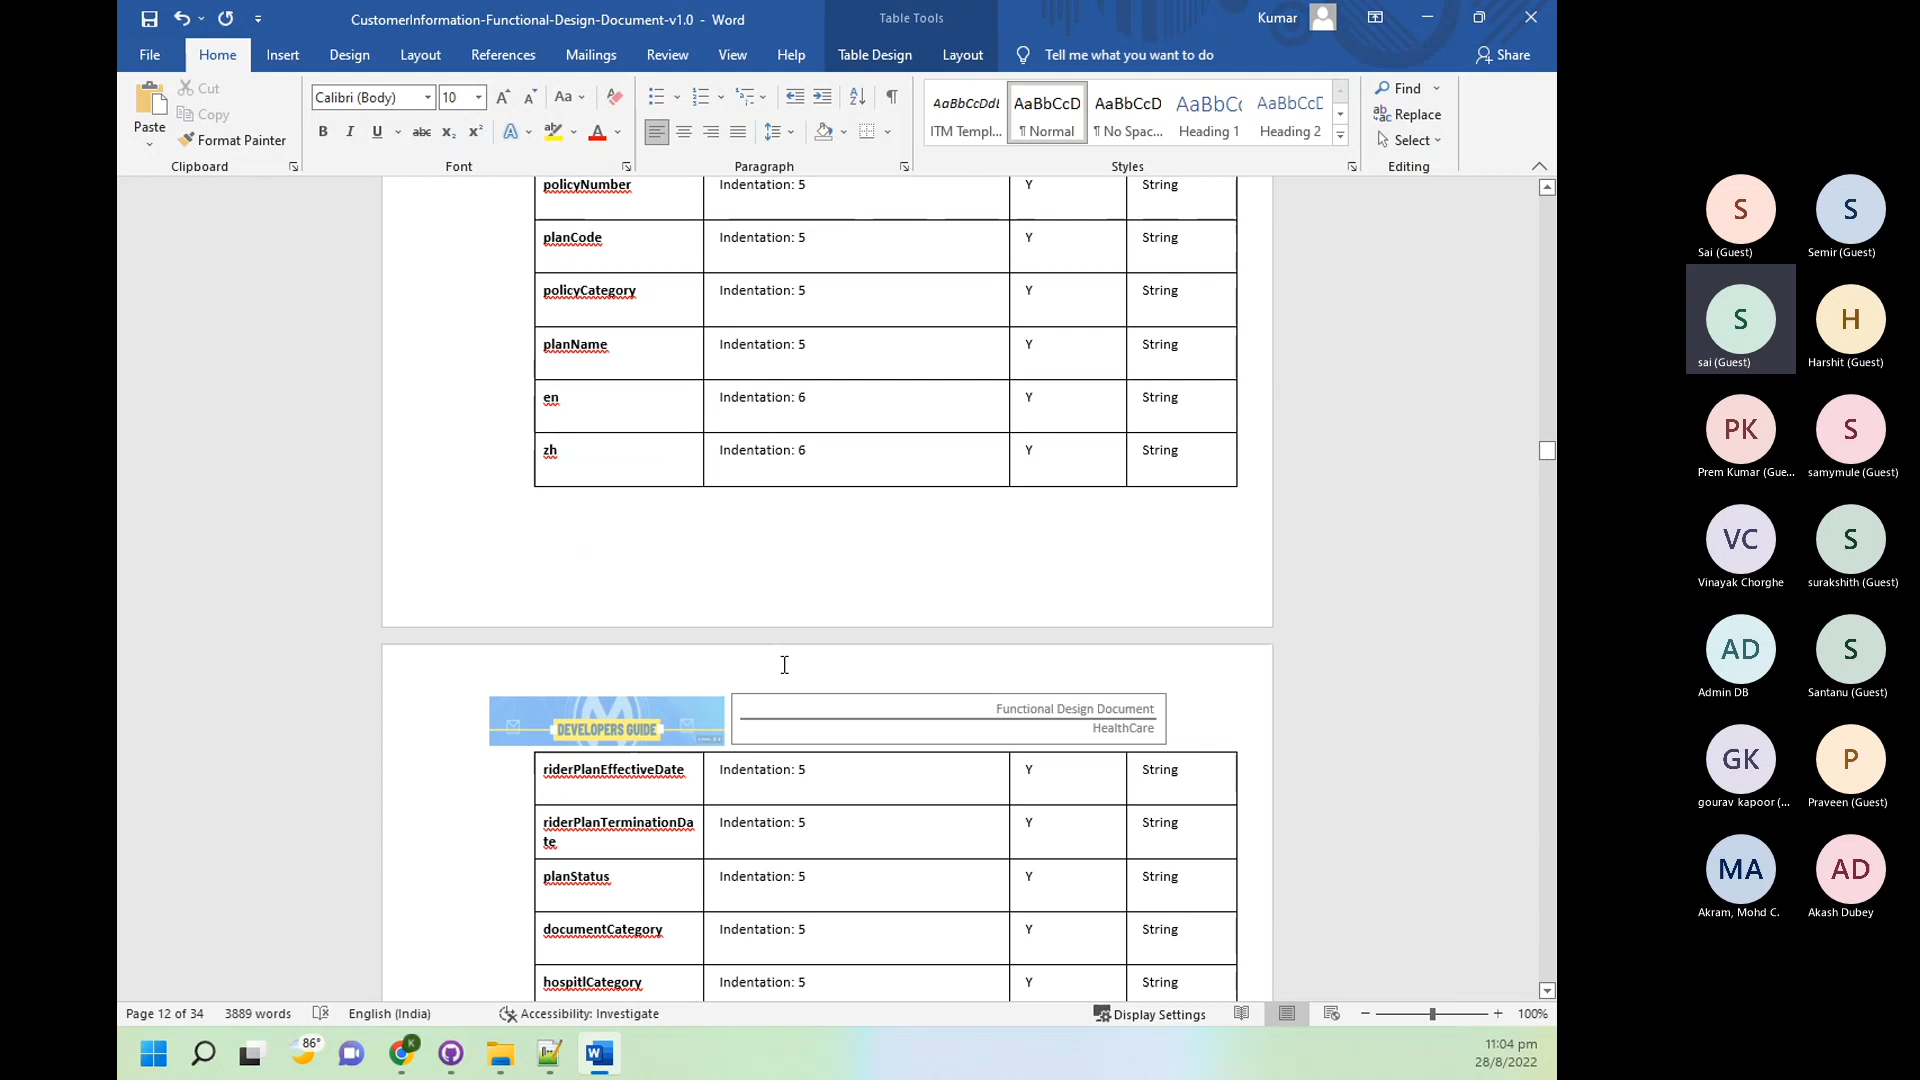 CustomerInformation-Functional-Design-Document-v1.0 - Word
Table Tools
Kumar
File Home Insert Design Layout References Mailings Review View Help Table Design Layout Tell me what you want to do Share
Paste
Cut
Copy
Format Painter
Clipboard
Calibri (Body) 10
Font
Paragraph
AaBbCcDdE AaBbCcD AaBbCcD AaBbCc AaBbCcD
ITM Templ... ¶ Normal ¶ No Spac... Heading 1 Heading 2
Styles
Find
Replace
Select
Editing
policyNumber Indentation: 5 Y String
planCode Indentation: 5 Y String
policyCategory Indentation: 5 Y String
planName Indentation: 5 Y String
en Indentation: 6 Y String
zh Indentation: 6 Y String
DEVELOPERS GUIDE
Functional Design Document
HealthCare
riderPlanEffectiveDate Indentation: 5 Y String
riderPlanTerminationDa Indentation: 5 Y String
te
planStatus Indentation: 5 Y String
documentCategory Indentation: 5 Y String
hospitlCategory Indentation: 5 Y String
Page 12 of 34 3889 words English (India) Accessibility: Investigate Display Settings 100%
86°
K
11:04 pm
28/8/2022
S S
Sai (Guest) Semir (Guest)
S H
sai (Guest) Harshit (Guest)
PK S
Prem Kumar (Gue... samymule (Guest)
VC S
Vinayak Chorghe surakshith (Guest)
AD S
Admin DB Santanu (Guest)
GK P
gourav kapoor (... Praveen (Guest)
MA AD
Akram, Mohd C. Akash Dubey